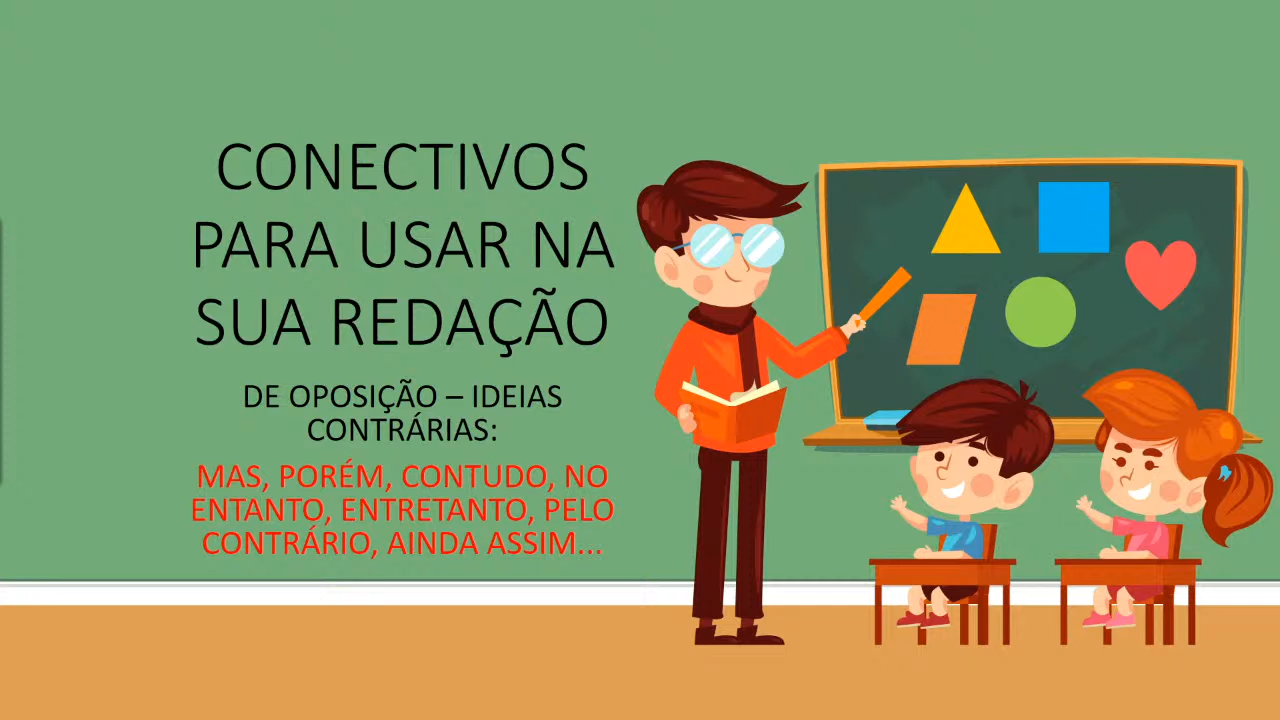 CONECTIVOS
PARA USAR NA
SUA REDAÇÃO
DE OPOSIÇÃO – IDEIAS
CONTRÁRIAS:
MAS, PORÉM, CONTUDO, NO
ENTANTO, ENTRETANTO, PELO
CONTRÁRIO, AINDA ASSIM...